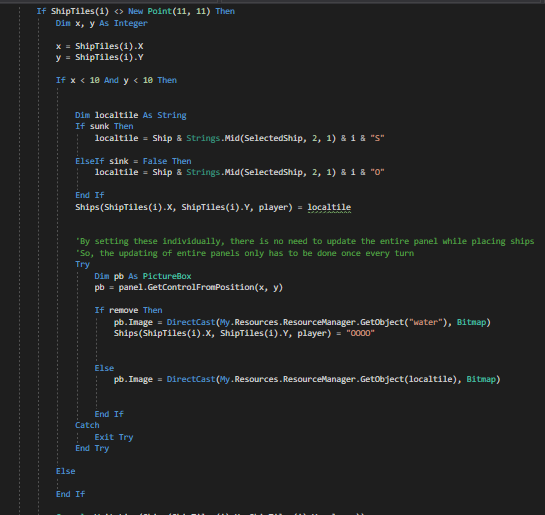 If ShipTiles(i) <> New Point(11, 11) Then
Dim x, y As Integer
x = ShipTiles(i).X
y = ShipTiles(i).Y
If x < 10 And y < 10 Then
Dim localtile As String
If sunk Then
localtile = Ship & Strings.Mid(SelectedShip, 2, 1) & i & "S"
ElseIf sink = False Then
localtile = Ship & Strings.Mid(SelectedShip, 2, 1) & i & "O"
End If
Ships(ShipTiles(i).X, ShipTiles(i).Y, player) = localtile
'By setting these individually, there is no need to update the entire panel while placing ships
'So, the updating of entire panels only has to be done once every turn
Try
Dim pb As PictureBox
pb = panel.GetControlFromPosition(x, y)
If remove Then
pb.Image = DirectCast(My.Resources.ResourceManager.GetObject("water"), Bitmap)
Ships(ShipTiles(i).X, ShipTiles(i).Y, player) = "OOOO"
Else
pb.Image = DirectCast(My.Resources.ResourceManager.GetObject(localtile), Bitmap)
End If
Catch
Exit Try
End Try
Else
End If